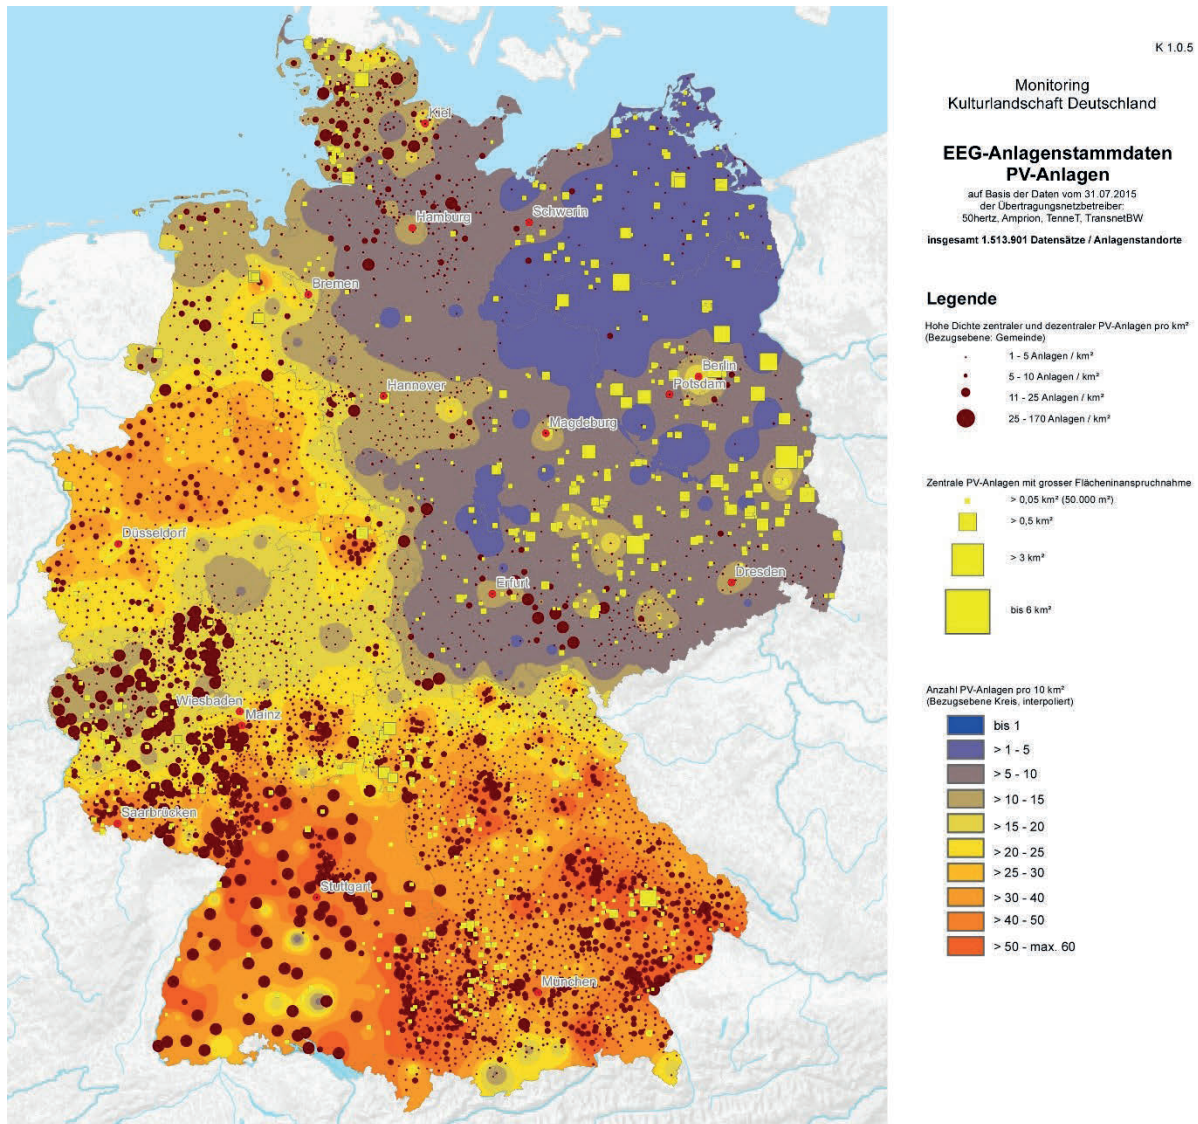 K 1.0.5
Monitoring
Kulturlandschaft Deutschland
EEG-Anlagenstammdaten
PV-Anlagen
auf Basis der Daten vom 31.07.2015
der Übertragungsnetzbetreiber:
50hertz, Amprion, TenneT, TransnetBW
insgesamt 1.513.901 Datensätze / Anlagenstandorte
Legende
Hohe Dichte zentraler und dezentraler PV-Anlagen pro km²
(Bezugsebene: Gemeinde)
1 - 5 Anlagen / km²
5 - 10 Anlagen / km²
11 - 25 Anlagen / km²
25 - 170 Anlagen / km²
Zentrale PV-Anlagen mit grosser Flächeninanspruchnahme
> 0,05 km² (50.000 m²)
> 0,5 km²
> 3 km²
bis 6 km²
Anzahl PV-Anlagen pro 10 km²
(Bezugsebene Kreis, interpoliert)
bis 1
> 1 - 5
> 5 - 10
> 10 - 15
> 15 - 20
> 20 - 25
> 25 - 30
> 30 - 40
> 40 - 50
> 50 - max. 60
Kiel
Hamburg
Schwerin
Bremen
Berlin
Potsdam
Hannover
Magdeburg
Düsseldorf
Erfurt
Dresden
Wiesbaden
Mainz
Saarbrücken
Stuttgart
München